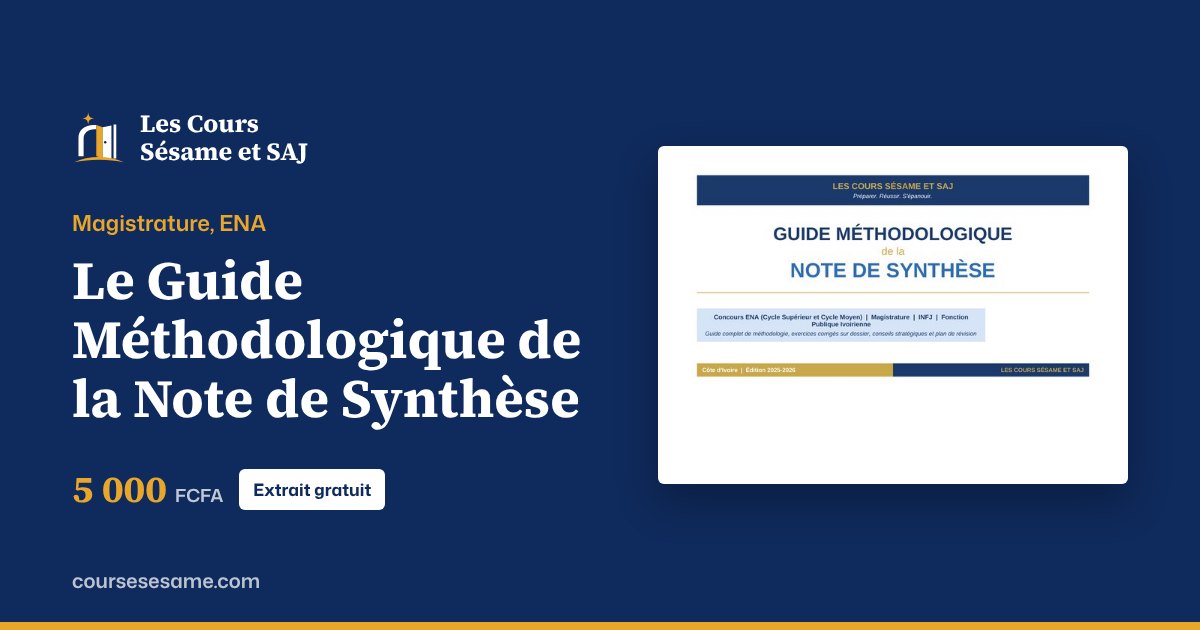 Les Cours
Sésame et SAJ
Magistrature, ENA
Le Guide
Méthodologique de
la Note de Synthèse
5 000 FCFA
Extrait gratuit
coursesesame.com
LES COURS SÉSAME ET SAJ
Préparer. Réussir. S'épanouir.
GUIDE MÉTHODOLOGIQUE
de la
NOTE DE SYNTHÈSE
Concours ENA (Cycle Supérieur et Cycle Moyen) | Magistrature | INFJ | Fonction
Publique Ivoirienne
Guide complet de méthodologie, exercices corrigés sur dossier, conseils stratégiques et plan de révision
Côte d'Ivoire | Édition 2025-2026
LES COURS SÉSAME ET SAJ